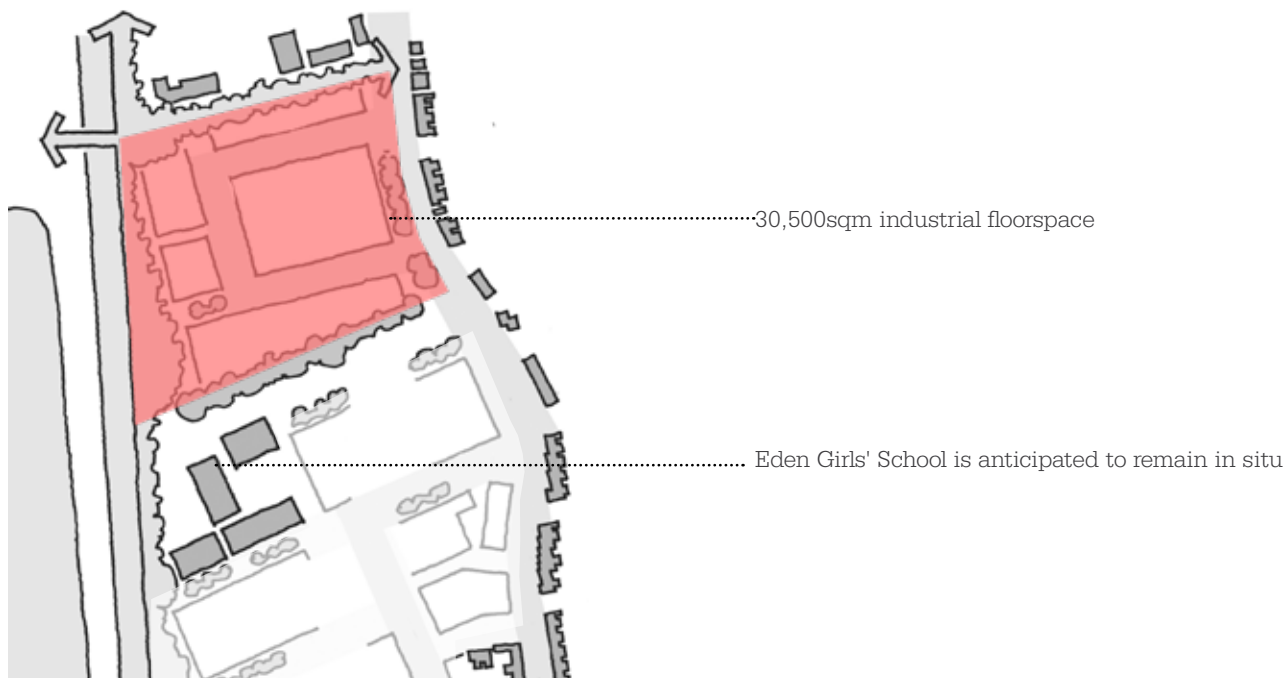 30,500sqm industrial floorspace
Eden Girls' School is anticipated to remain in situ